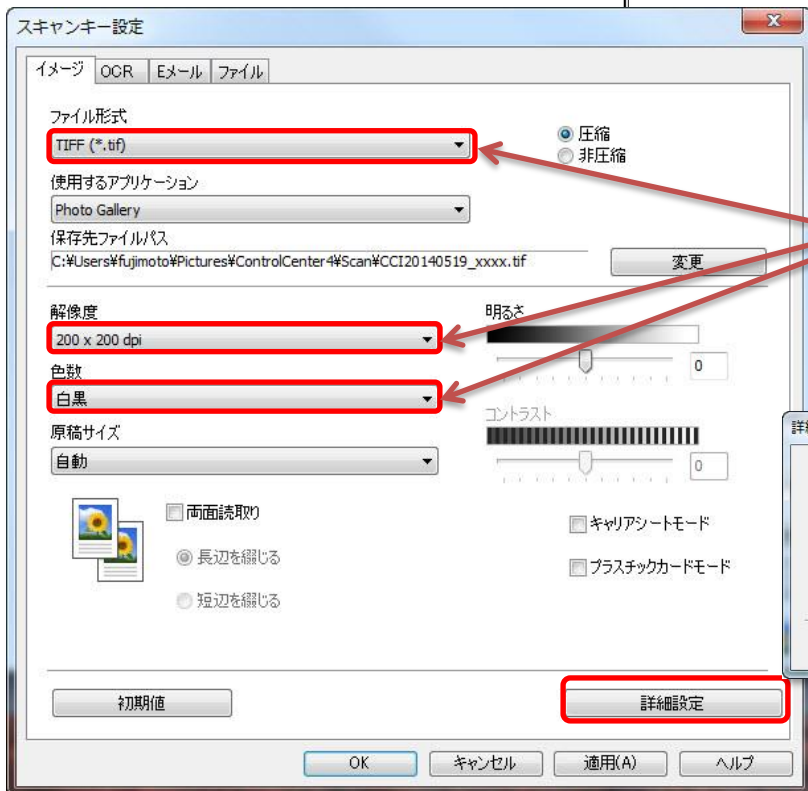 スキャンキー設定
イメージ OCR Eメール ファイル
ファイル形式
TIFF (*.tif)
圧縮
非圧縮
使用するアプリケーション
Photo Gallery
保存先ファイルパス
C:¥Users¥fujimoto¥Pictures¥ControlCenter4¥Scan¥CCI20140519_xxxx.tif
変更
解像度
200 x 200 dpi
明るさ
0
色数
白黒
コントラスト
0
原稿サイズ
自動
両面読取り
長辺を綴じる
短辺を綴じる
キャリアシートモード
プラスチックカードモード
初期値
詳細設定
OK キャンセル 適用(A) ヘルプ